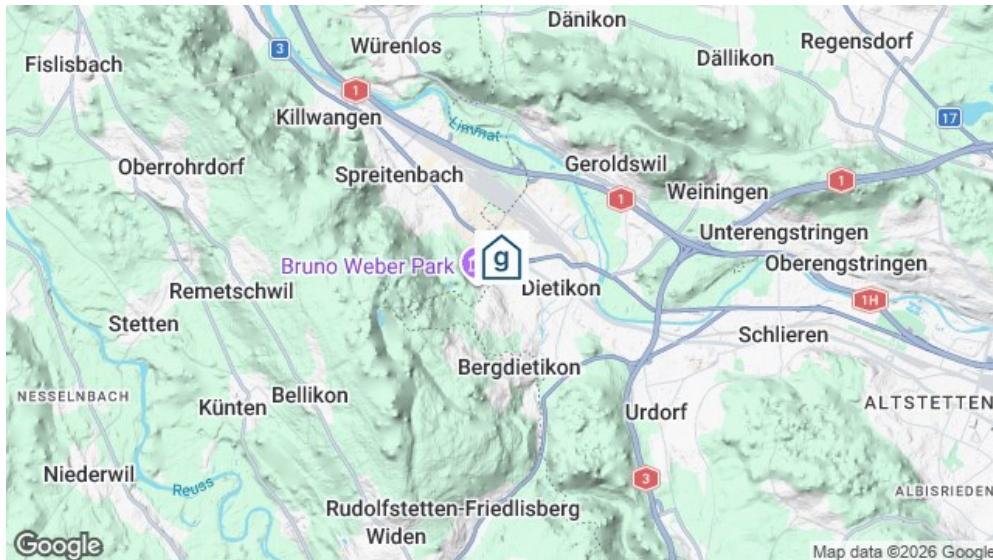 Dänikon
Würenlos
Regensdorf
3
Fislisbach
Dällikon
1
Killwangen
17
Limmat
Oberrohrdorf
Spreitenbach
Geroldswil
Weiningen
1
1
Unterengstringen
g
Bruno Weber Park
Oberengstringen
Remetschwil
Dietikon
1H
Stetten
Schlieren
Bergdietikon
NESSELNBACH
Künten
Bellikon
Urdorf
ALTSTETTEN
Niederwil
3
Reuss
ALBISRIEDEN
Rudolfstetten-Friedlisberg
Widen
Google
Map data ©2026 Google